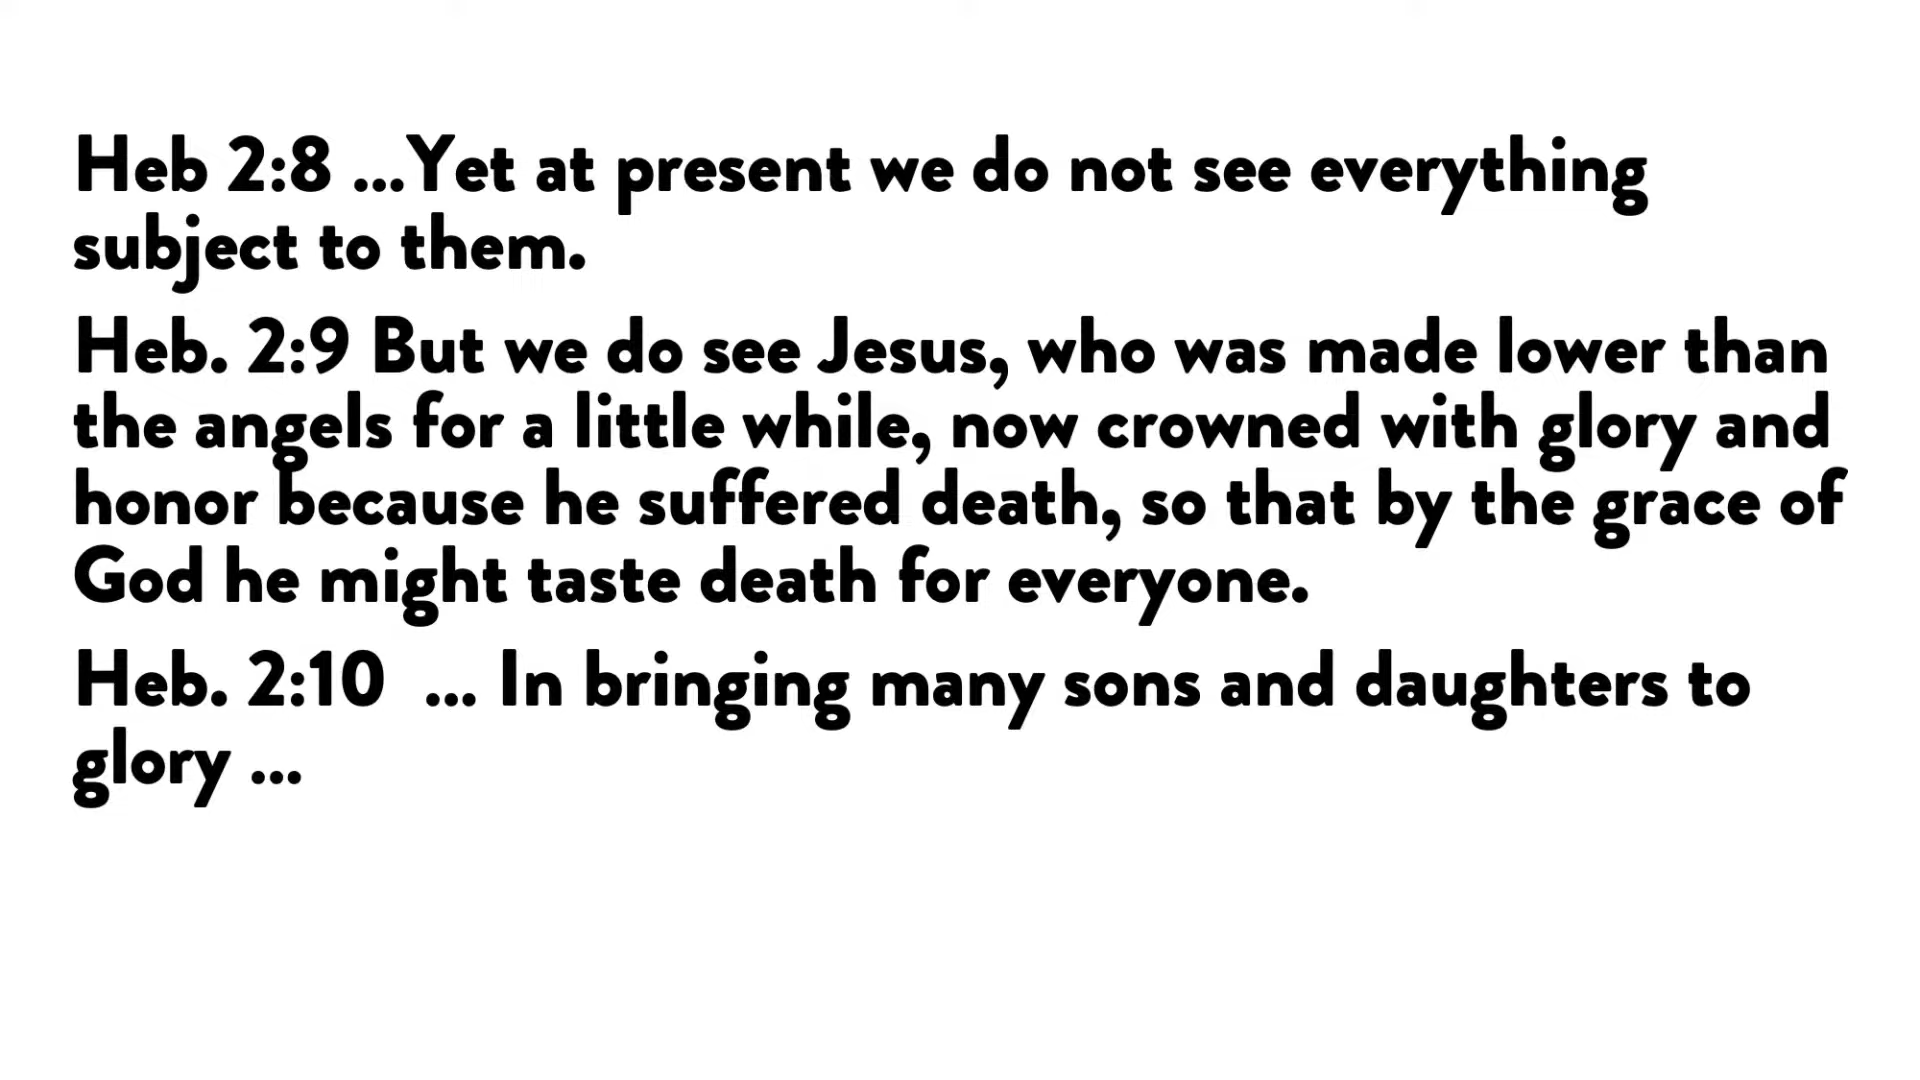 Heb 2:8 ...Yet at present we do not see everything
subject to them.
Heb. 2:9 But we do see Jesus, who was made lower than
the angels for a little while, now crowned with glory and
honor because he suffered death, so that by the grace of
God he might taste death for everyone.
Heb. 2:10  ... In bringing many sons and daughters to
glory ...